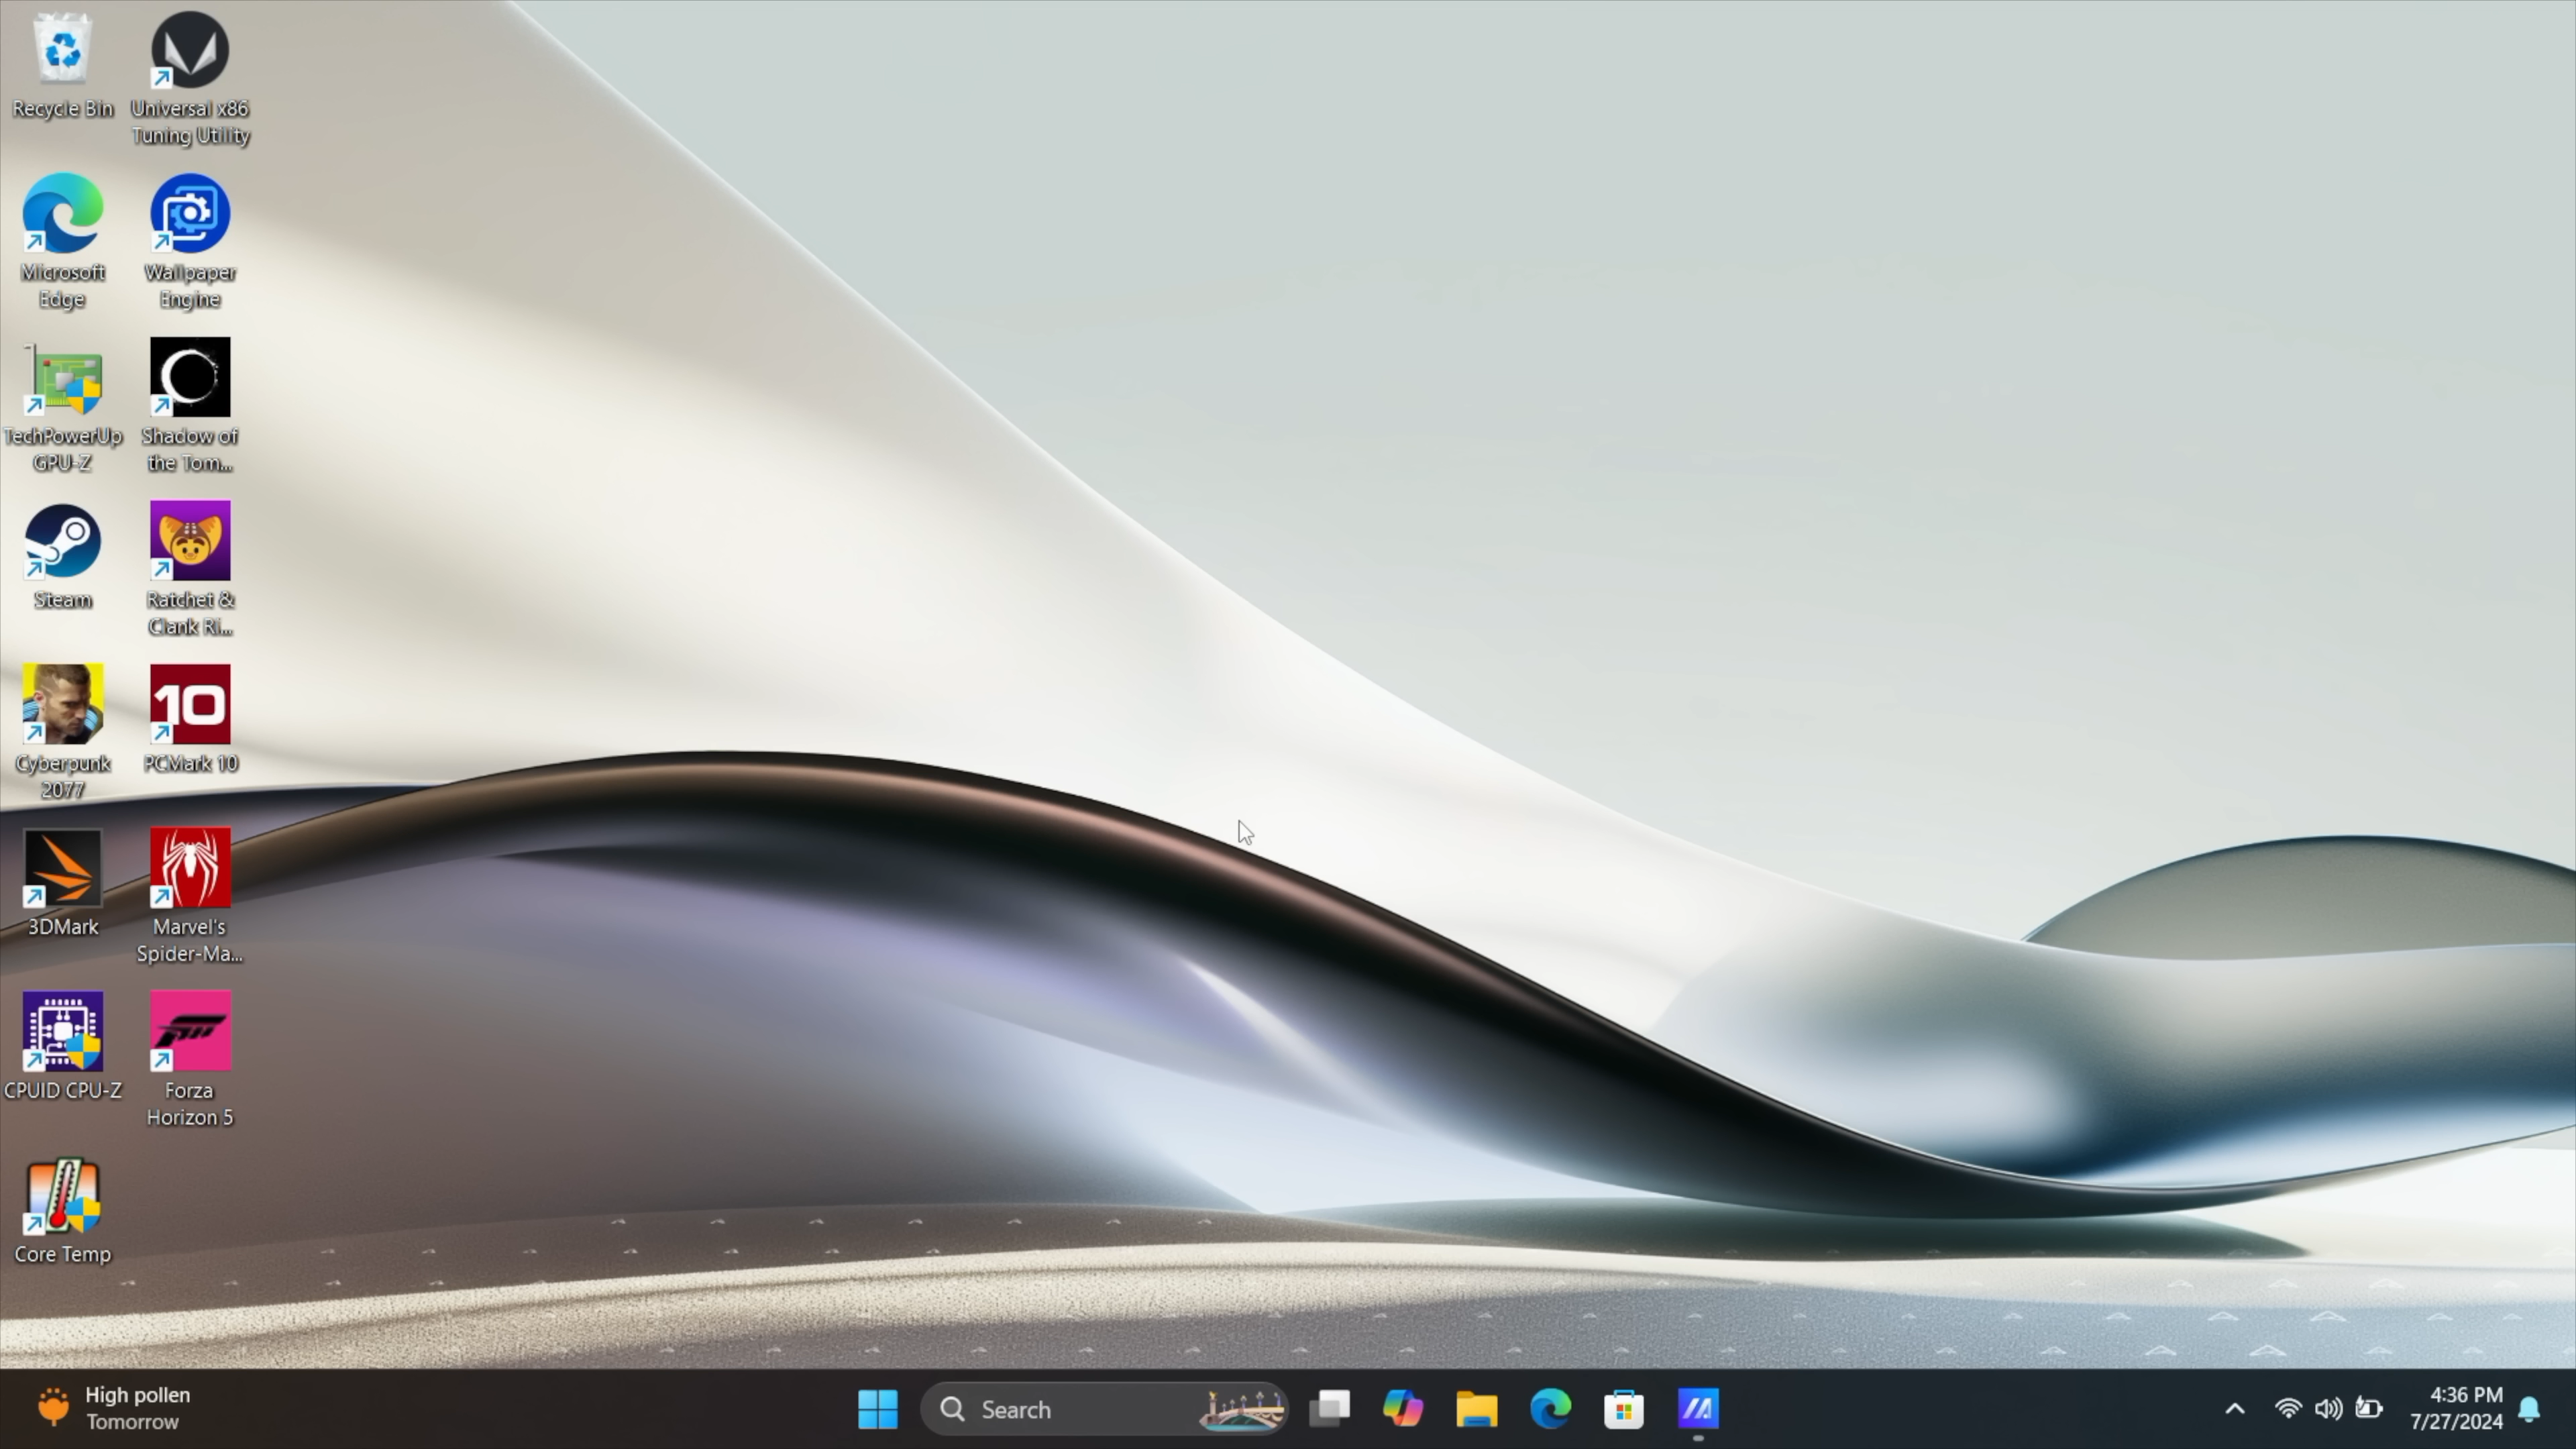 Recycle Bin
Universal x86
Tuning Utility
Microsoft
Edge
Wallpaper
Engine
TechPowerUp
GPU-Z
Shadow of
the Tom...
Steam
Ratchet &
Clank Ri...
Cyberpunk
2077
10
PCMark 10
3DMark
Marvel's
Spider-Ma...
CPUID CPU-Z
Forza
Horizon 5
Core Temp
High pollen
Tomorrow
Search
4:36 PM
7/27/2024